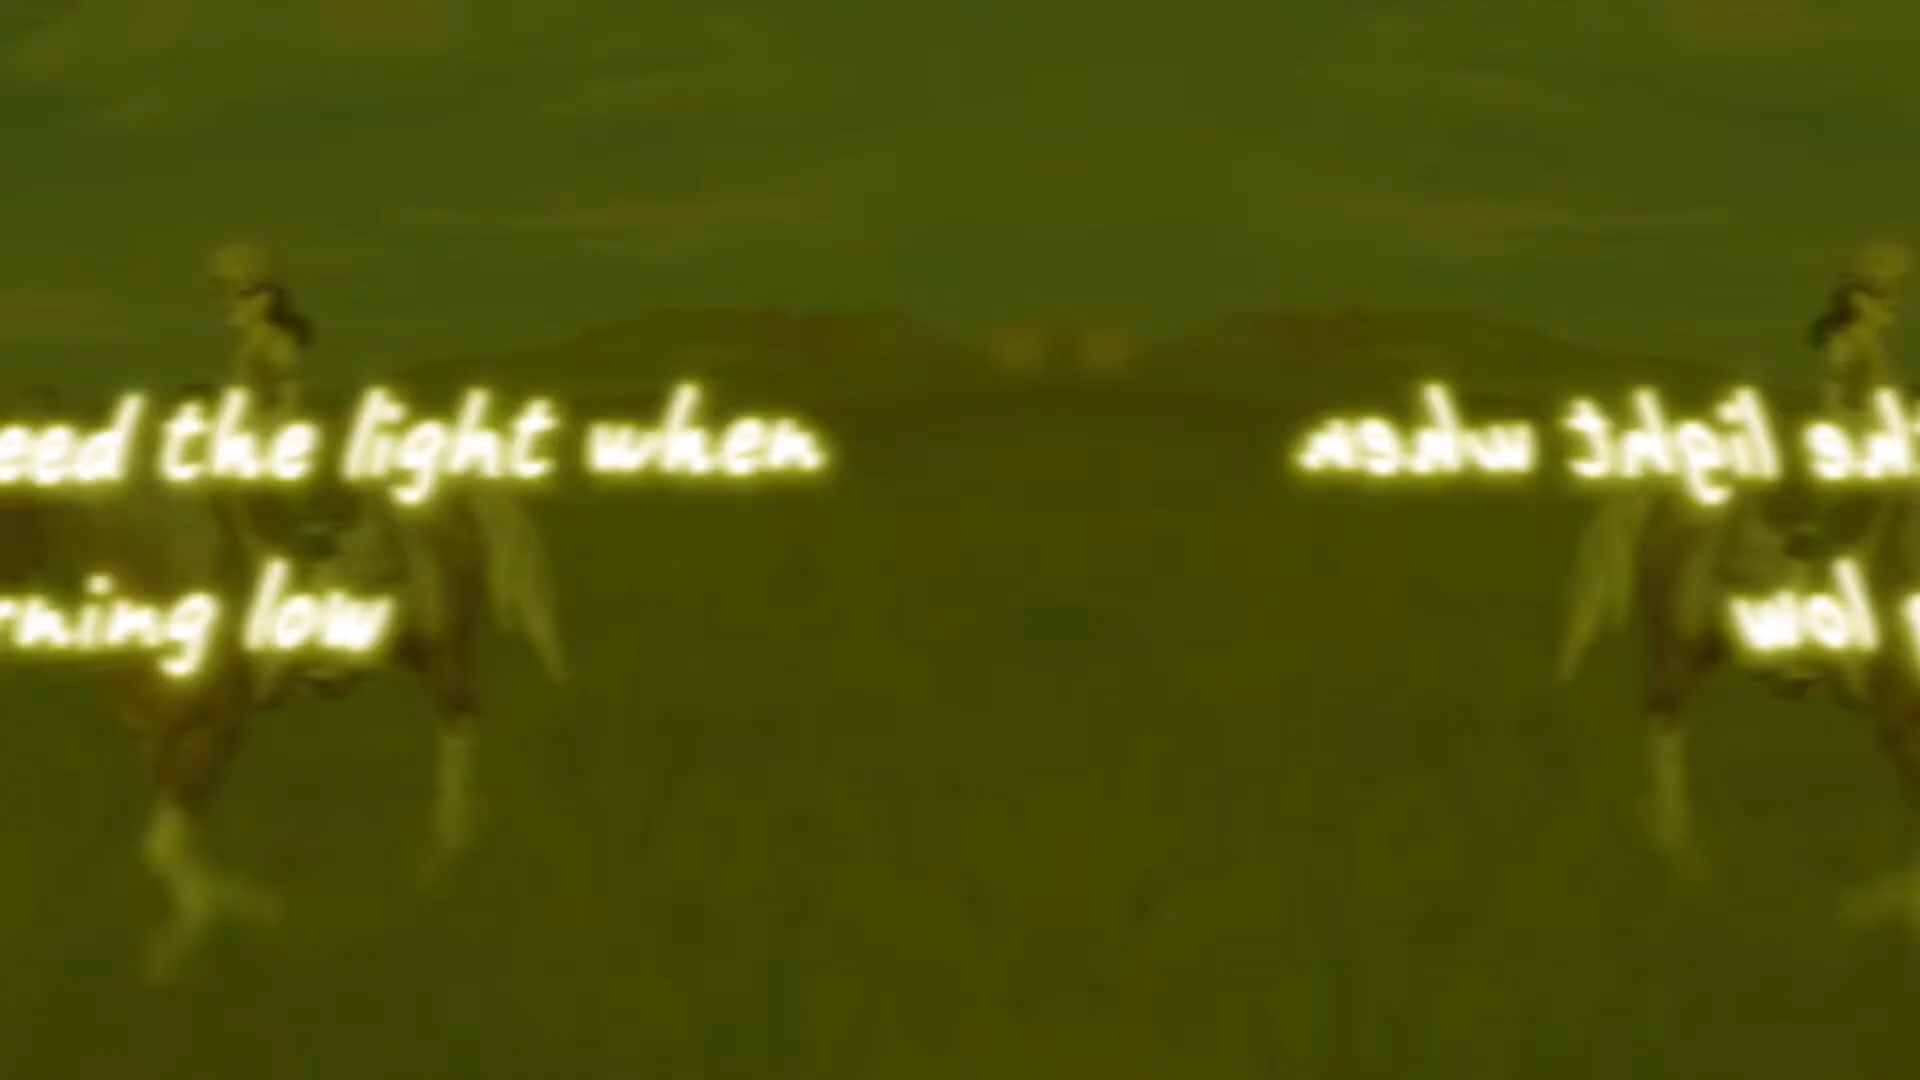 eed the light when
rning low